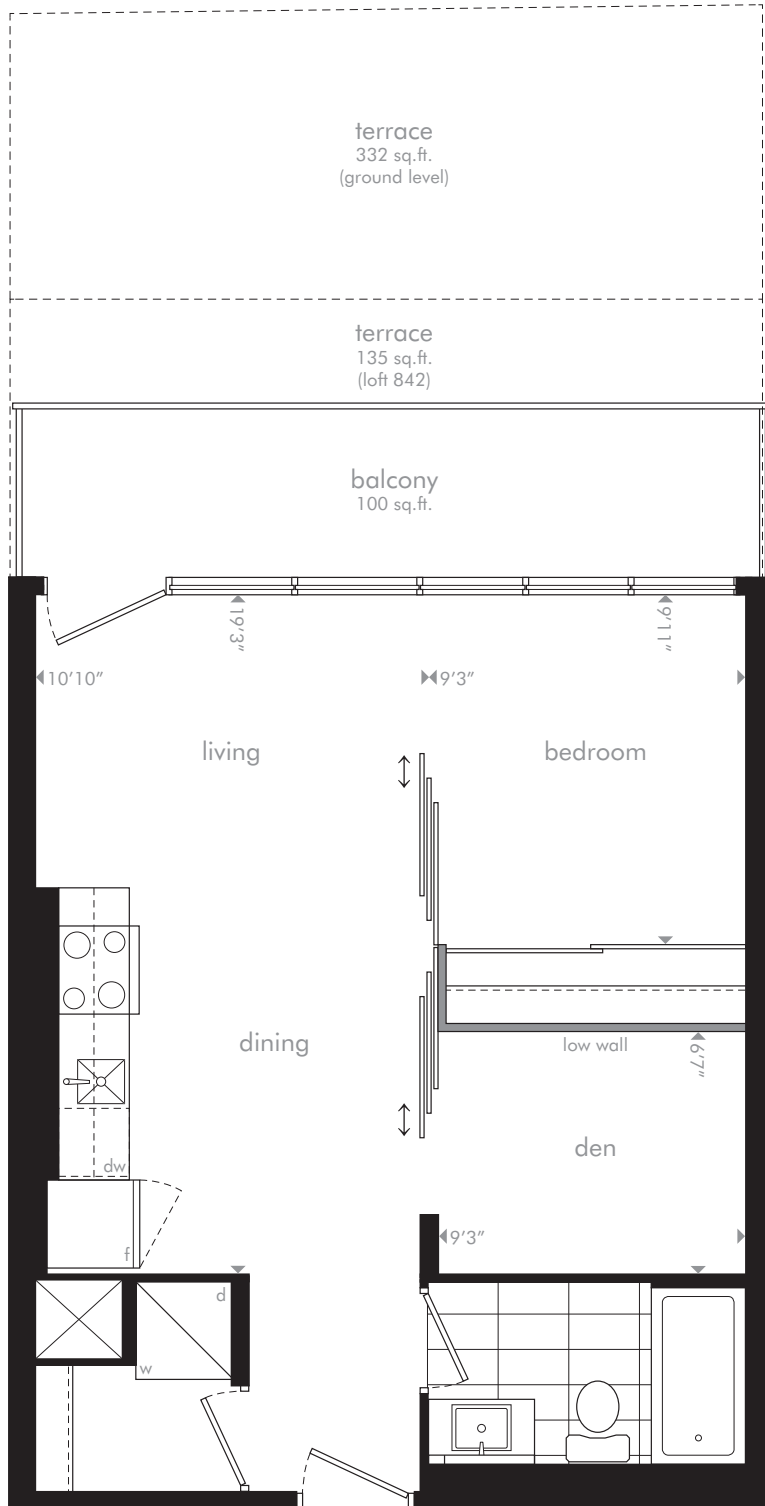 terrace
332 sq.ft.
(ground level)
terrace
135 sq.ft.
(loft 842)
balcony
100 sq.ft.
19’3”
9’11”
10’10”
9’3”
living
bedroom
dining
low wall
6’7”
den
dw
f
9’3”
d
w